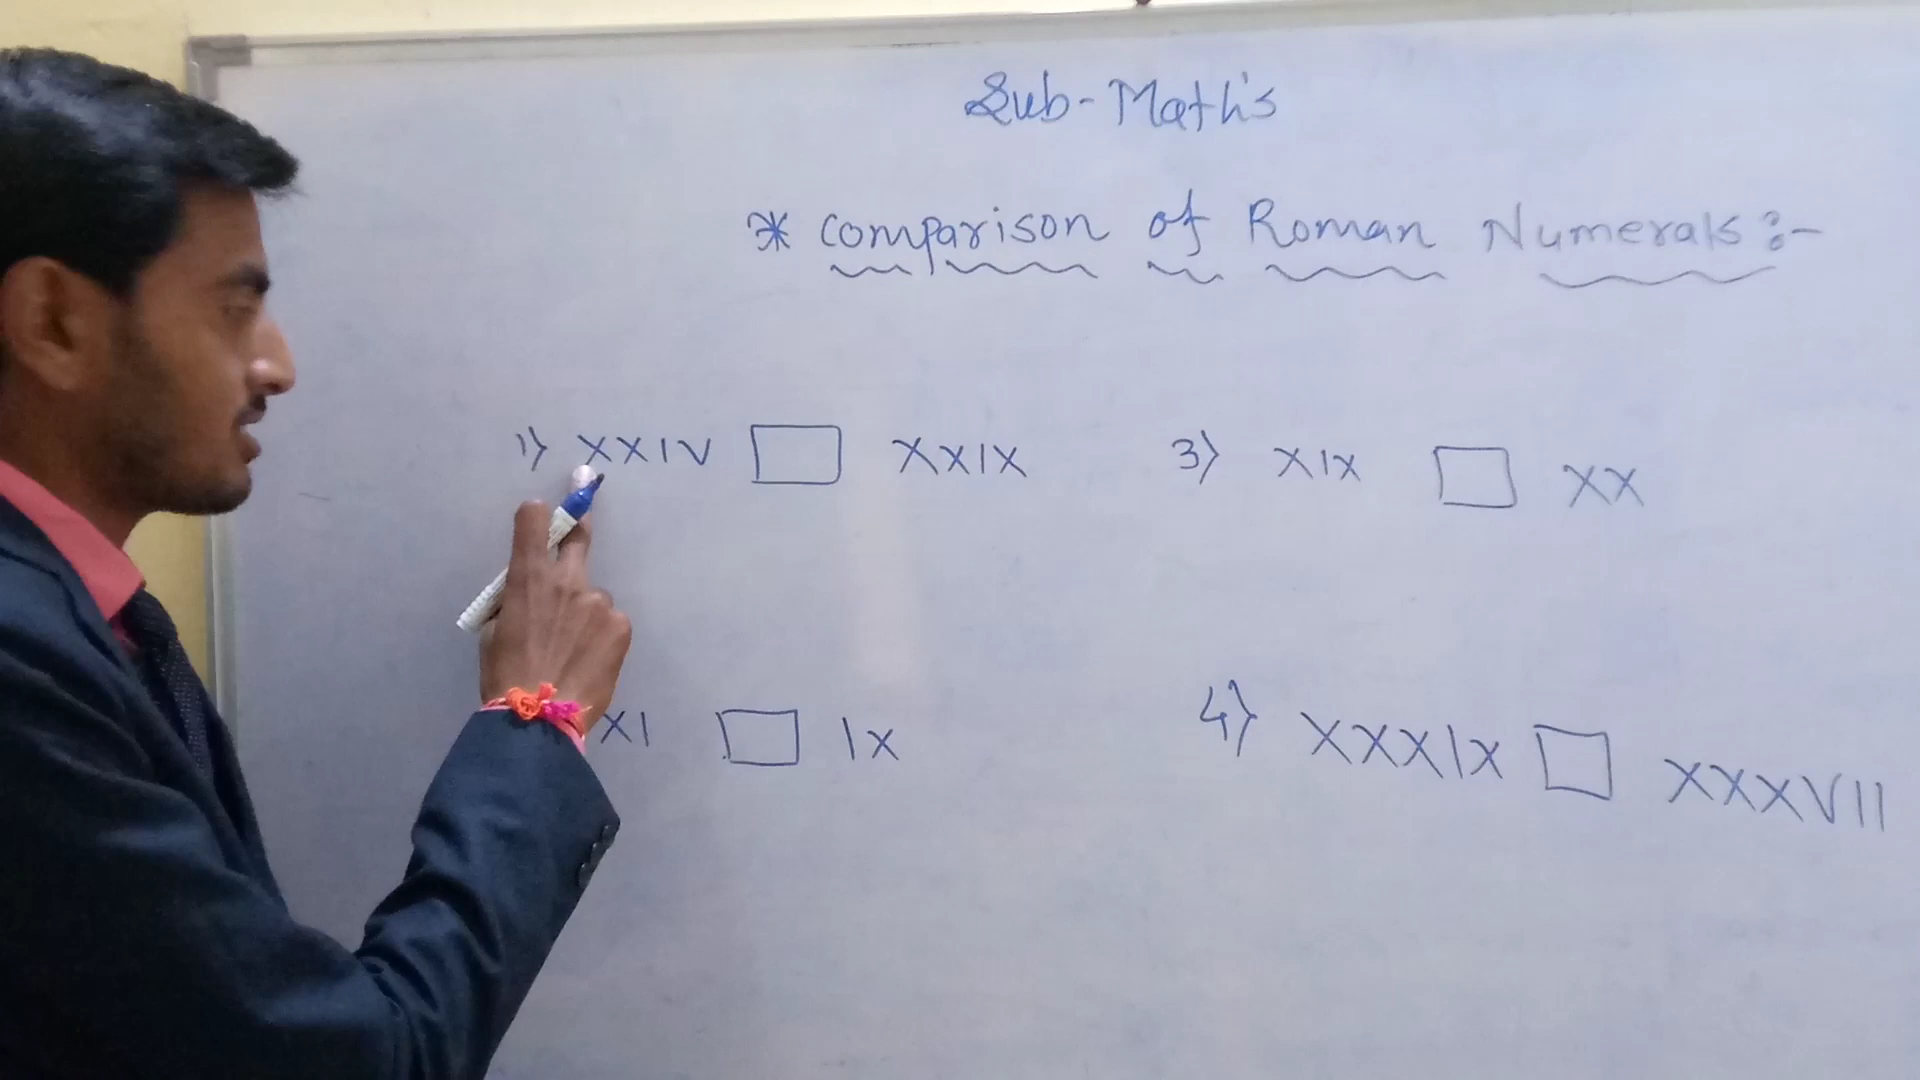 Sub-Math's
* Comparison of Roman Numerals:-
1) XXIV □ XXIX
3) XIX □ XX
XI □ IX
4) XXXIX □ XXXVII